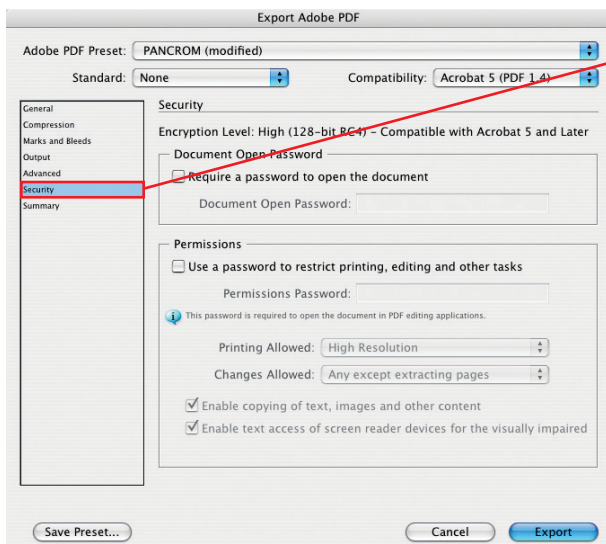 Export Adobe PDF
Adobe PDF Preset: PANCROM (modified)
Standard: None Compatibility: Acrobat 5 (PDF 1.4)
General
Compression
Marks and Bleeds
Output
Advanced
Security
Summary
Security
Encryption Level: High (128-bit RC4) – Compatible with Acrobat 5 and Later
Document Open Password
Require a password to open the document
Document Open Password:
Permissions
Use a password to restrict printing, editing and other tasks
Permissions Password:
This password is required to open the document in PDF editing applications.
Printing Allowed: High Resolution
Changes Allowed: Any except extracting pages
Enable copying of text, images and other content
Enable text access of screen reader devices for the visually impaired
Save Preset... Cancel Export